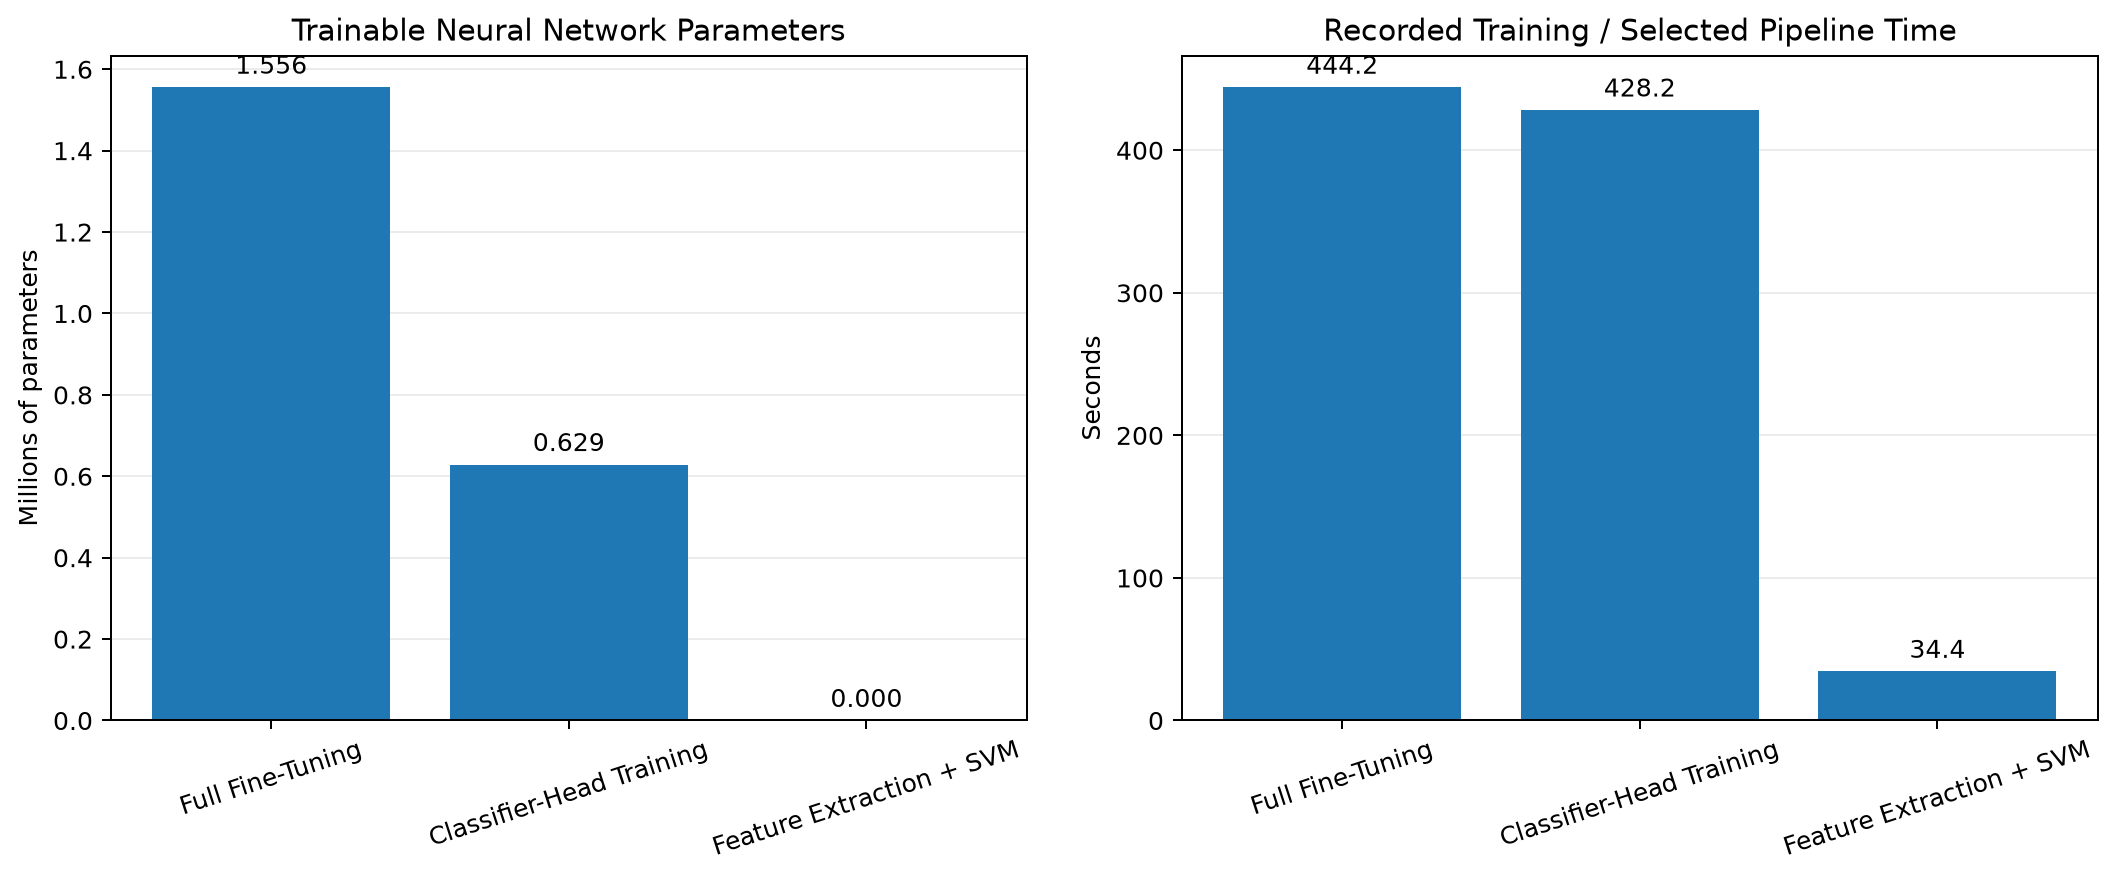 Trainable Neural Network Parameters
Millions of parameters
1.6
1.4
1.2
1.0
0.8
0.6
0.4
0.2
0.0
1.556
0.629
0.000
Full Fine-Tuning
Classifier-Head Training
Feature Extraction + SVM
Recorded Training / Selected Pipeline Time
Seconds
400
300
200
100
0
444.2
428.2
34.4
Full Fine-Tuning
Classifier-Head Training
Feature Extraction + SVM